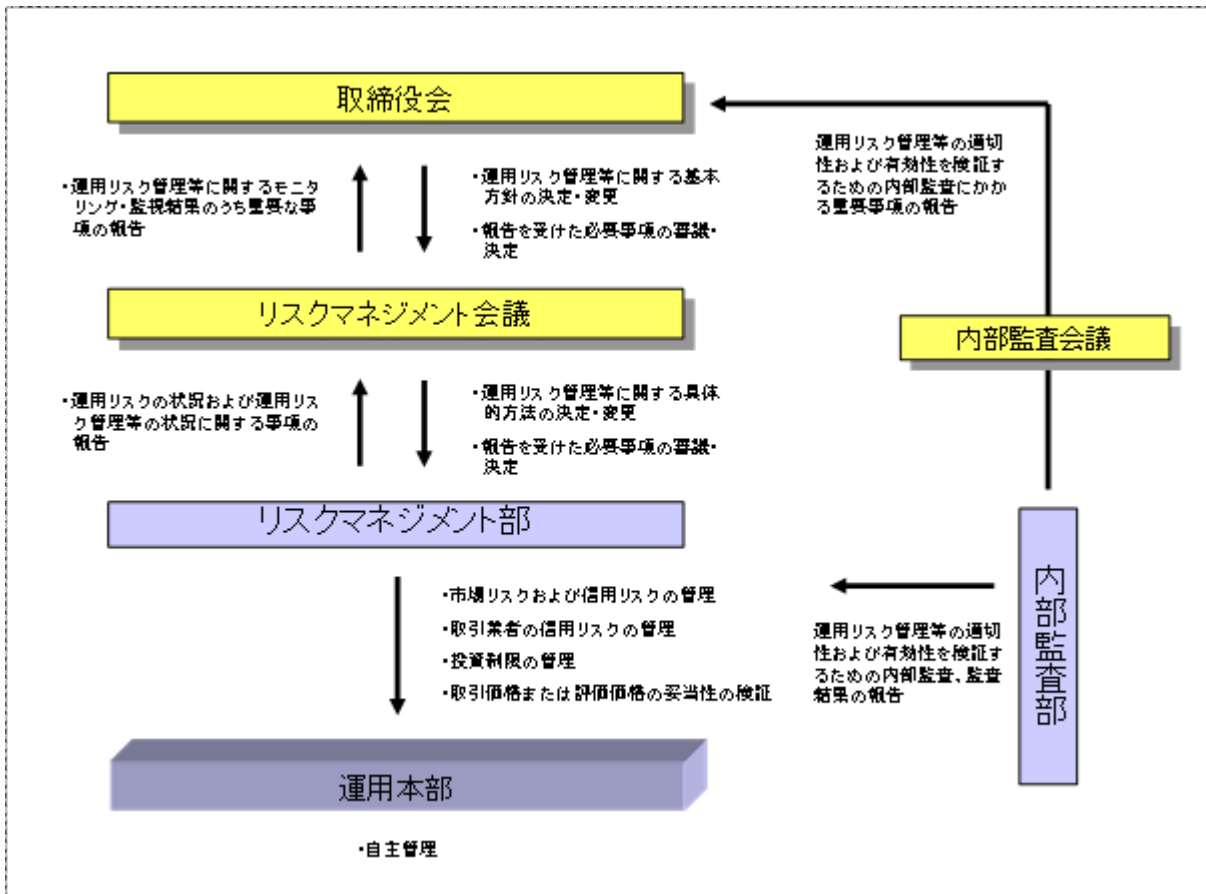 取締役会
・運用リスク管理等に関するモニ
タリング・監視結果のうち重要な事
項の報告
・運用リスク管理等に関する基本
方針の決定・変更
・報告を受けた必要事項の審議・
決定
運用リスク管理等の適切
性および有効性を検証す
るための内部監査にかか
る重要事項の報告
リスクマネジメント会議
内部監査会議
・運用リスクの状況および運用リス
ク管理等の状況に関する事項の
報告
・運用リスク管理等に関する具体
的方法の決定・変更
・報告を受けた必要事項の審議・
決定
リスクマネジメント部
内部監査部
・市場リスクおよび信用リスクの管理
・取引業者の信用リスクの管理
・投資制限の管理
・取引価格または評価価格の妥当性の検証
運用リスク管理等の適切
性および有効性を検証す
るための内部監査、監査
結果の報告
運用本部
・自主管理